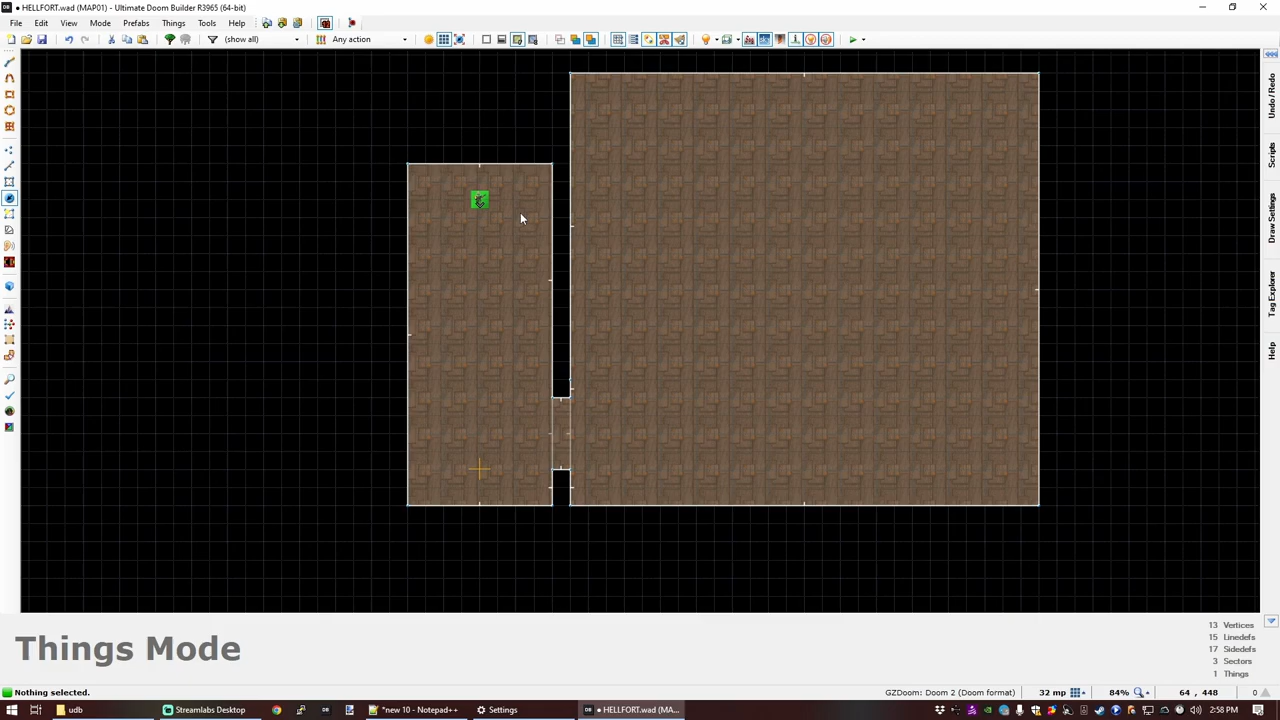 HELLFORT.wad (MAP01) - Ultimate Doom Builder R3965 (64-bit)
File Edit View Mode Prefabs Things Tools Help
(show all) Any action
Undo / Redo
Scripts
Draw Settings
Tag Explorer
Help
Things Mode
13 Vertices
15 Linedefs
17 Sidedefs
3 Sectors
1 Things
Nothing selected. GZDoom: Doom 2 (Doom format) 32 mp 84% 64 , 448 0
udb Streamlabs Desktop *new 10 - Notepad++ Settings HELLFORT.wad (MA... 2:58 PM